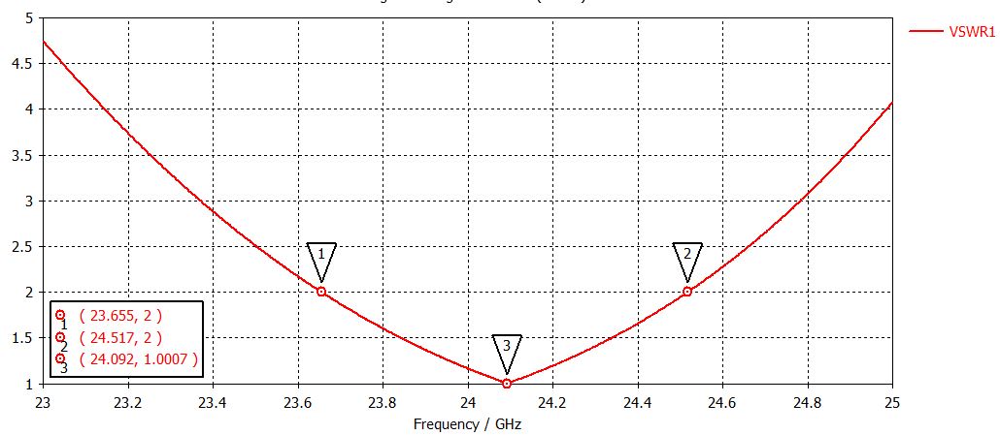 VSWR1
5
4.5
4
3.5
3
2.5
2
1.5
1
1
2
3
1 ( 23.655, 2 )
2 ( 24.517, 2 )
3 ( 24.092, 1.0007 )
23 23.2 23.4 23.6 23.8 24 24.2 24.4 24.6 24.8 25
Frequency / GHz